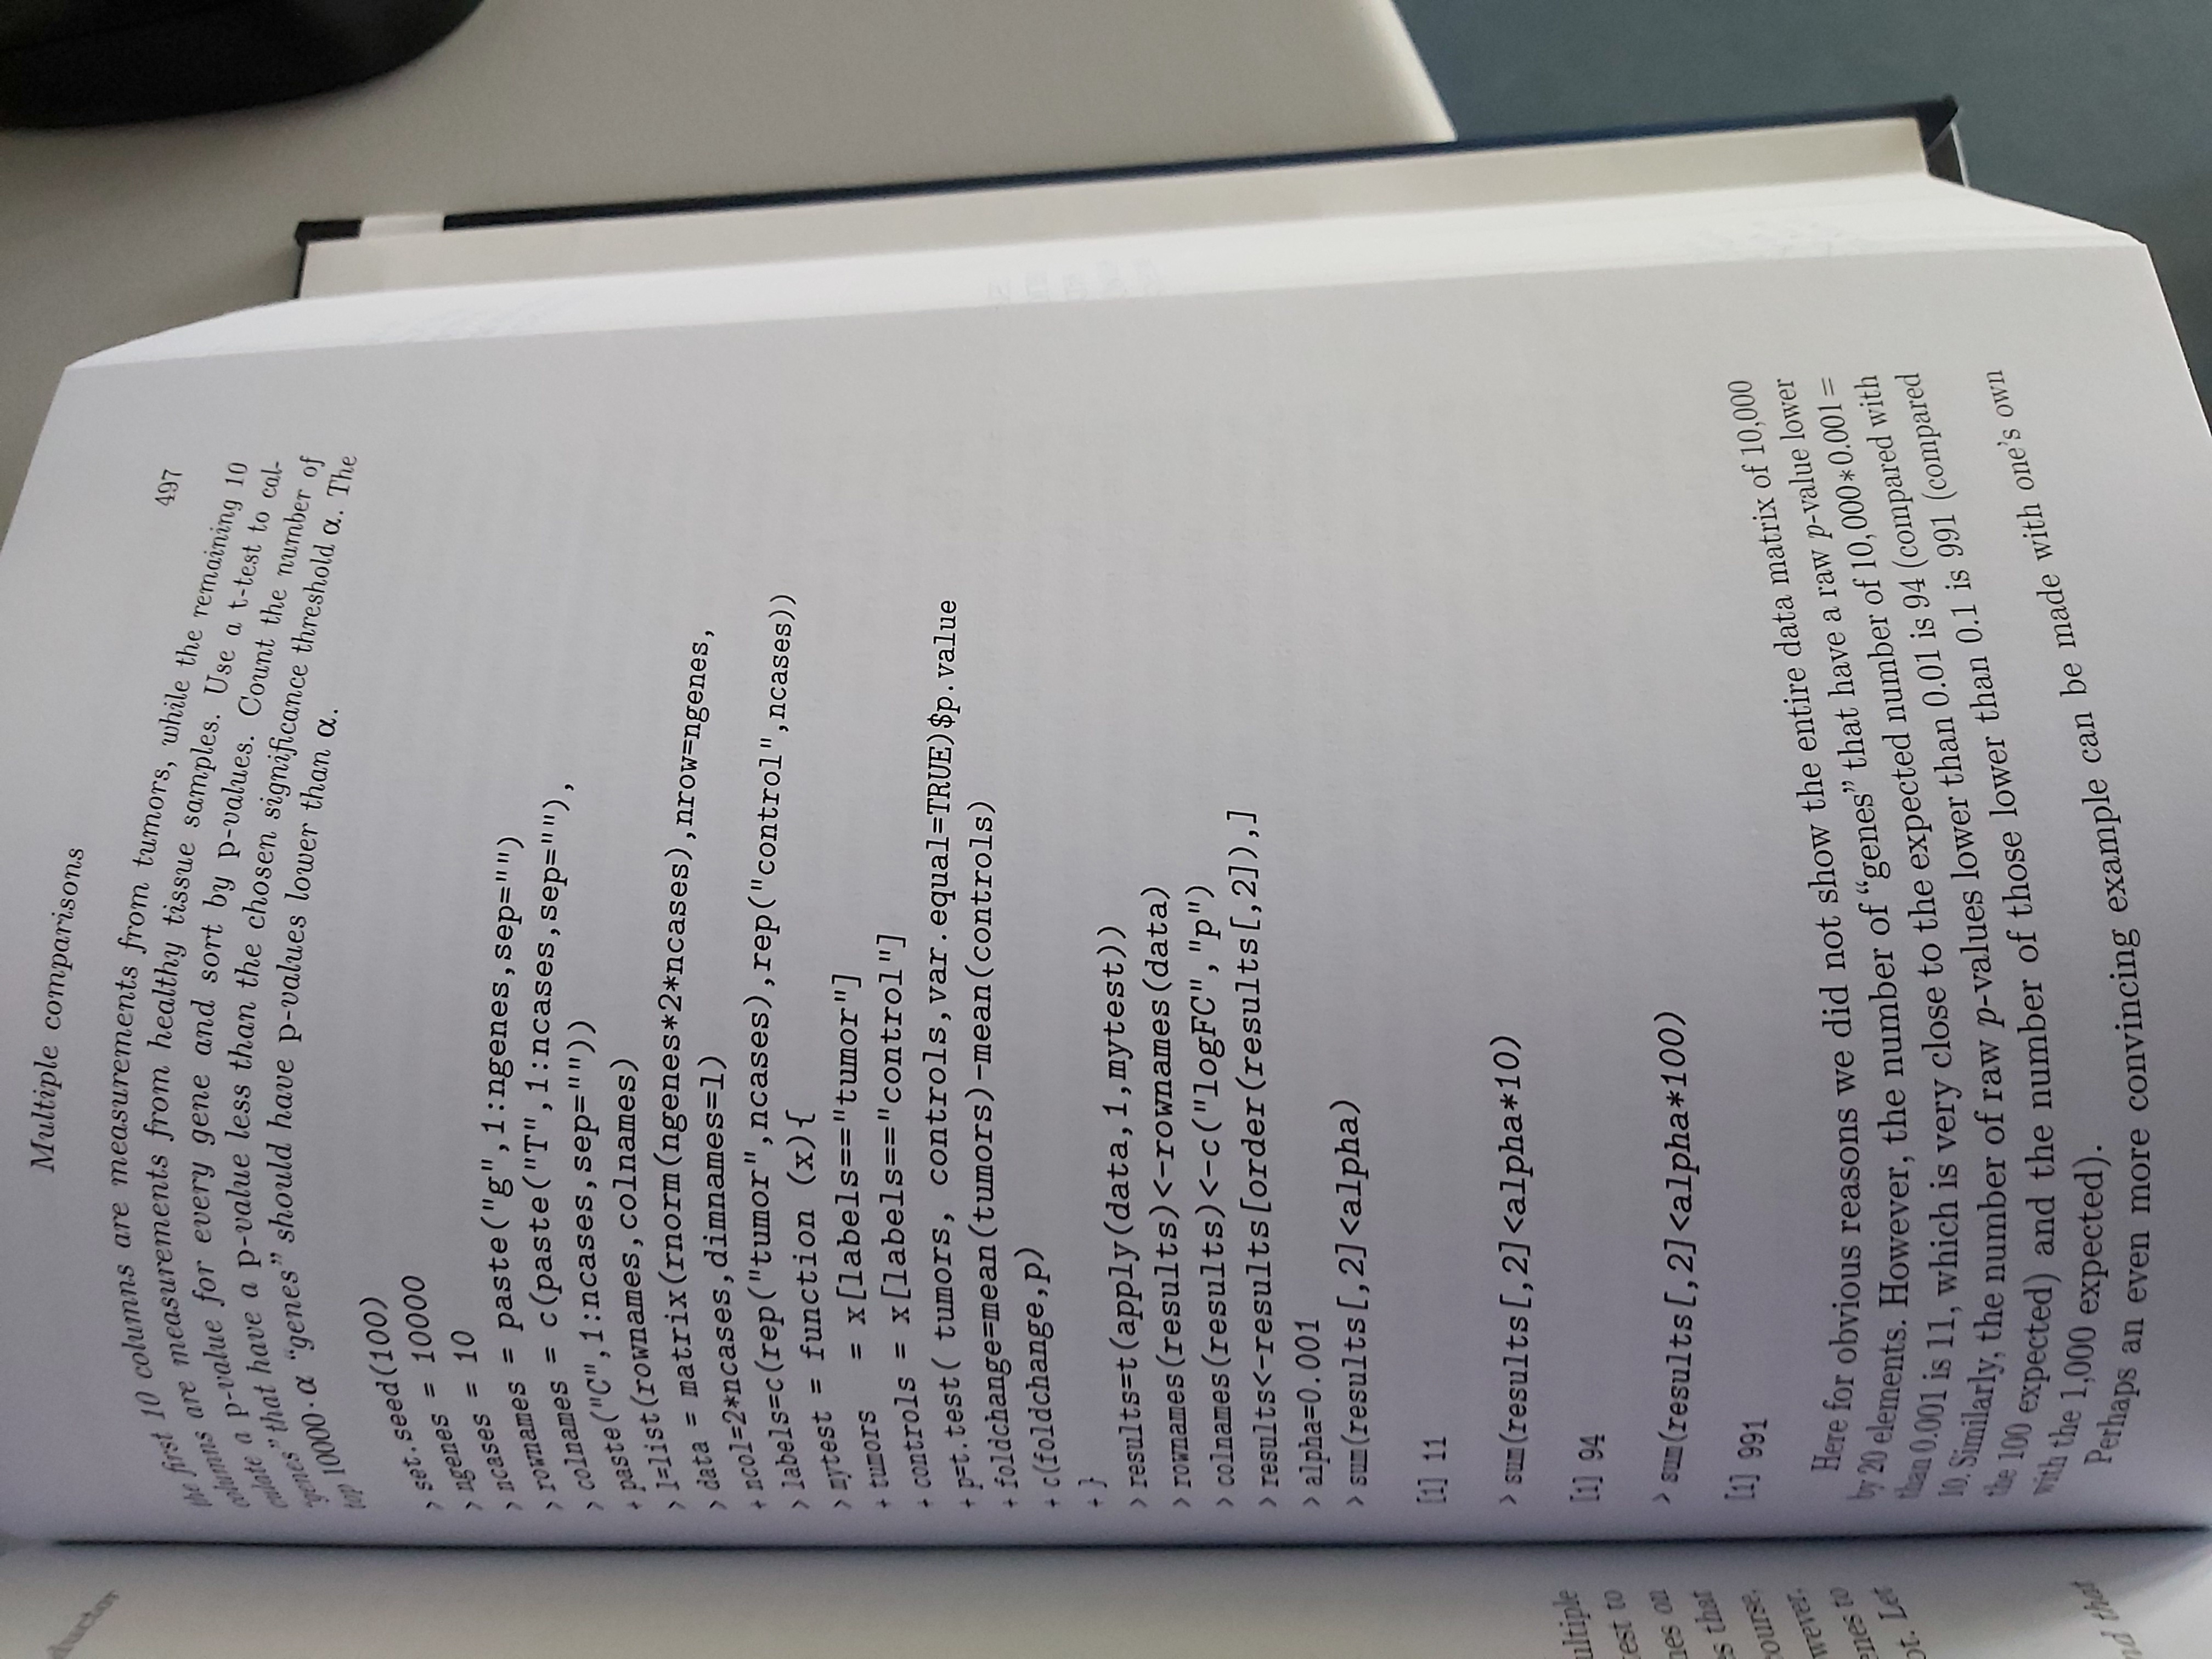 ductor
ultiple
test to
nes on
es that
course,
wever,
enes to
ot. Let
nd that
Multiple comparisons
497
the first 10 columns are measurements from tumors, while the remaining 10
columns are measurements from healthy tissue samples. Use a t-test to cal-
culate a p-value for every gene and sort by p-values. Count the number of
“genes” that have a p-value less than the chosen significance threshold α. The
top 10000·α “genes” should have p-values lower than α.
> set.seed(100)
> ngenes = 10000
> ncases = 10
> rownames = paste("g",1:ngenes,sep="")
> colnames = c(paste("T",1:ncases,sep=""),
+ paste("C",1:ncases,sep=""))
> l=list(rownames,colnames)
> data = matrix(rnorm(ngenes*2*ncases),nrow=ngenes,
+ ncol=2*ncases,dimnames=l)
> labels=c(rep("tumor",ncases),rep("control",ncases))
> mytest = function (x){
+ tumors   = x[labels=="tumor"]
+ controls = x[labels=="control"]
+ p=t.test( tumors, controls,var.equal=TRUE)$p.value
+ foldchange=mean(tumors)-mean(controls)
+ c(foldchange,p)
+ }
> results=t(apply(data,1,mytest))
> rownames(results)<-rownames(data)
> colnames(results)<-c("logFC","p")
> results<-results[order(results[,2]),]
> alpha=0.001
> sum(results[,2]<alpha)
[1] 11
> sum(results[,2]<alpha*10)
[1] 94
> sum(results[,2]<alpha*100)
[1] 991
Here for obvious reasons we did not show the entire data matrix of 10,000
by 20 elements. However, the number of “genes” that have a raw p-value lower
than 0.001 is 11, which is very close to the expected number of 10,000*0.001 =
10. Similarly, the number of raw p-values lower than 0.01 is 94 (compared with
the 100 expected) and the number of those lower than 0.1 is 991 (compared
with the 1,000 expected).
Perhaps an even more convincing example can be made with one’s own